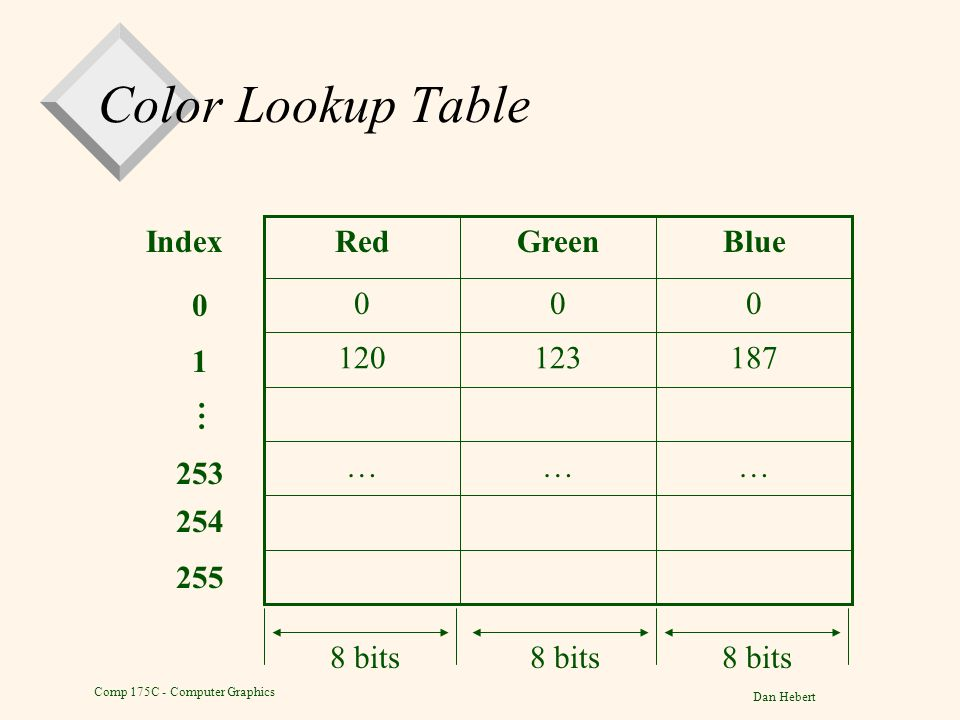 Color Lookup Table
Index Red Green Blue
0 0 0 0
1 120 123 187
⋮
253 … … …
254
255
8 bits 8 bits 8 bits
Comp 175C - Computer Graphics
Dan Hebert